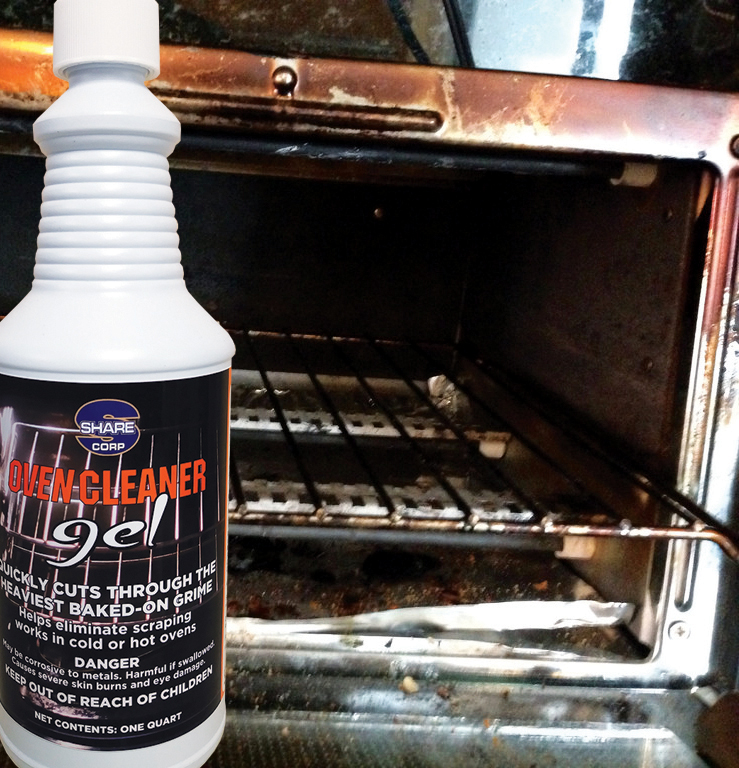 SHARE
CORP
OVEN CLEANER
gel
QUICKLY CUTS THROUGH THE
HEAVIEST BAKED-ON GRIME
Helps eliminate scraping
works in cold or hot ovens
DANGER
May be corrosive to metals. Harmful if swallowed.
Causes severe skin burns and eye damage.
KEEP OUT OF REACH OF CHILDREN
NET CONTENTS: ONE QUART